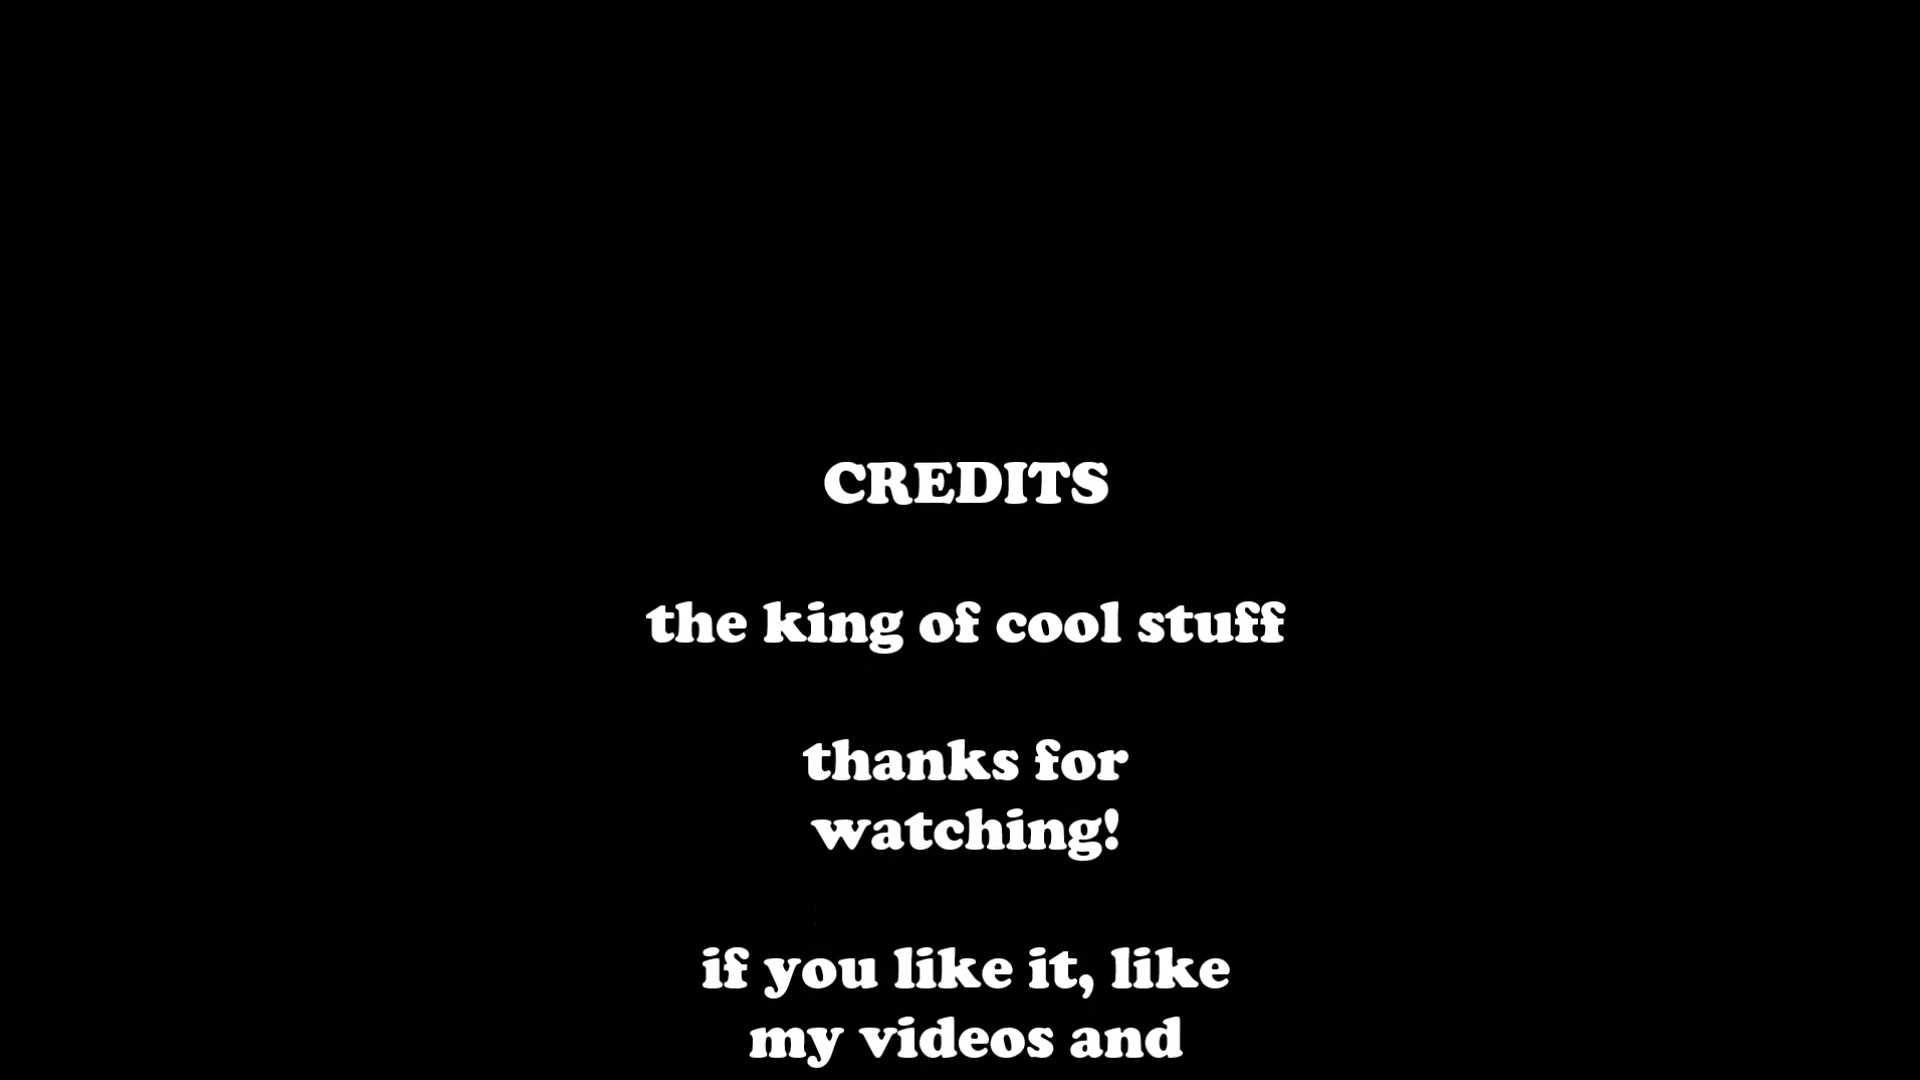 CREDITS
the king of cool stuff
thanks for
watching!
if you like it, like
my videos and